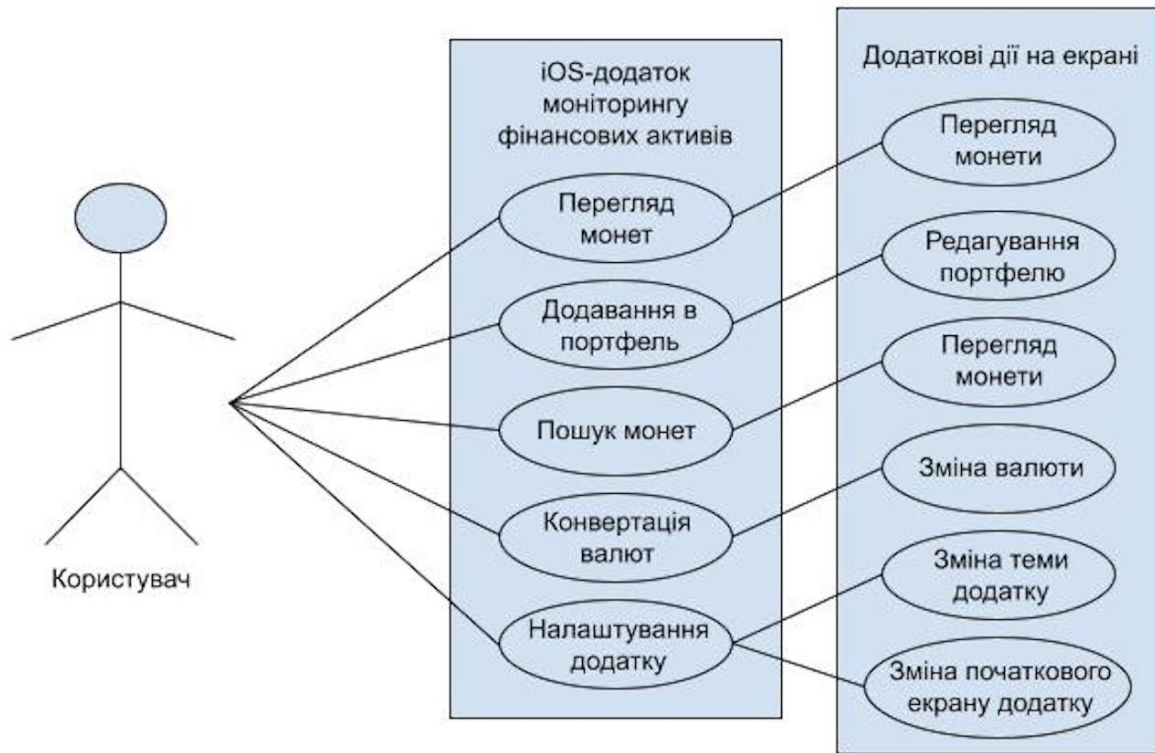 iOS-додаток
моніторингу
фінансових активів
Перегляд
монет
Додавання в
портфель
Пошук монет
Конвертація
валют
Налаштування
додатку
Користувач
Додаткові дії на екрані
Перегляд
монети
Редагування
портфелю
Перегляд
монети
Зміна валюти
Зміна теми
додатку
Зміна початкового
екрану додатку